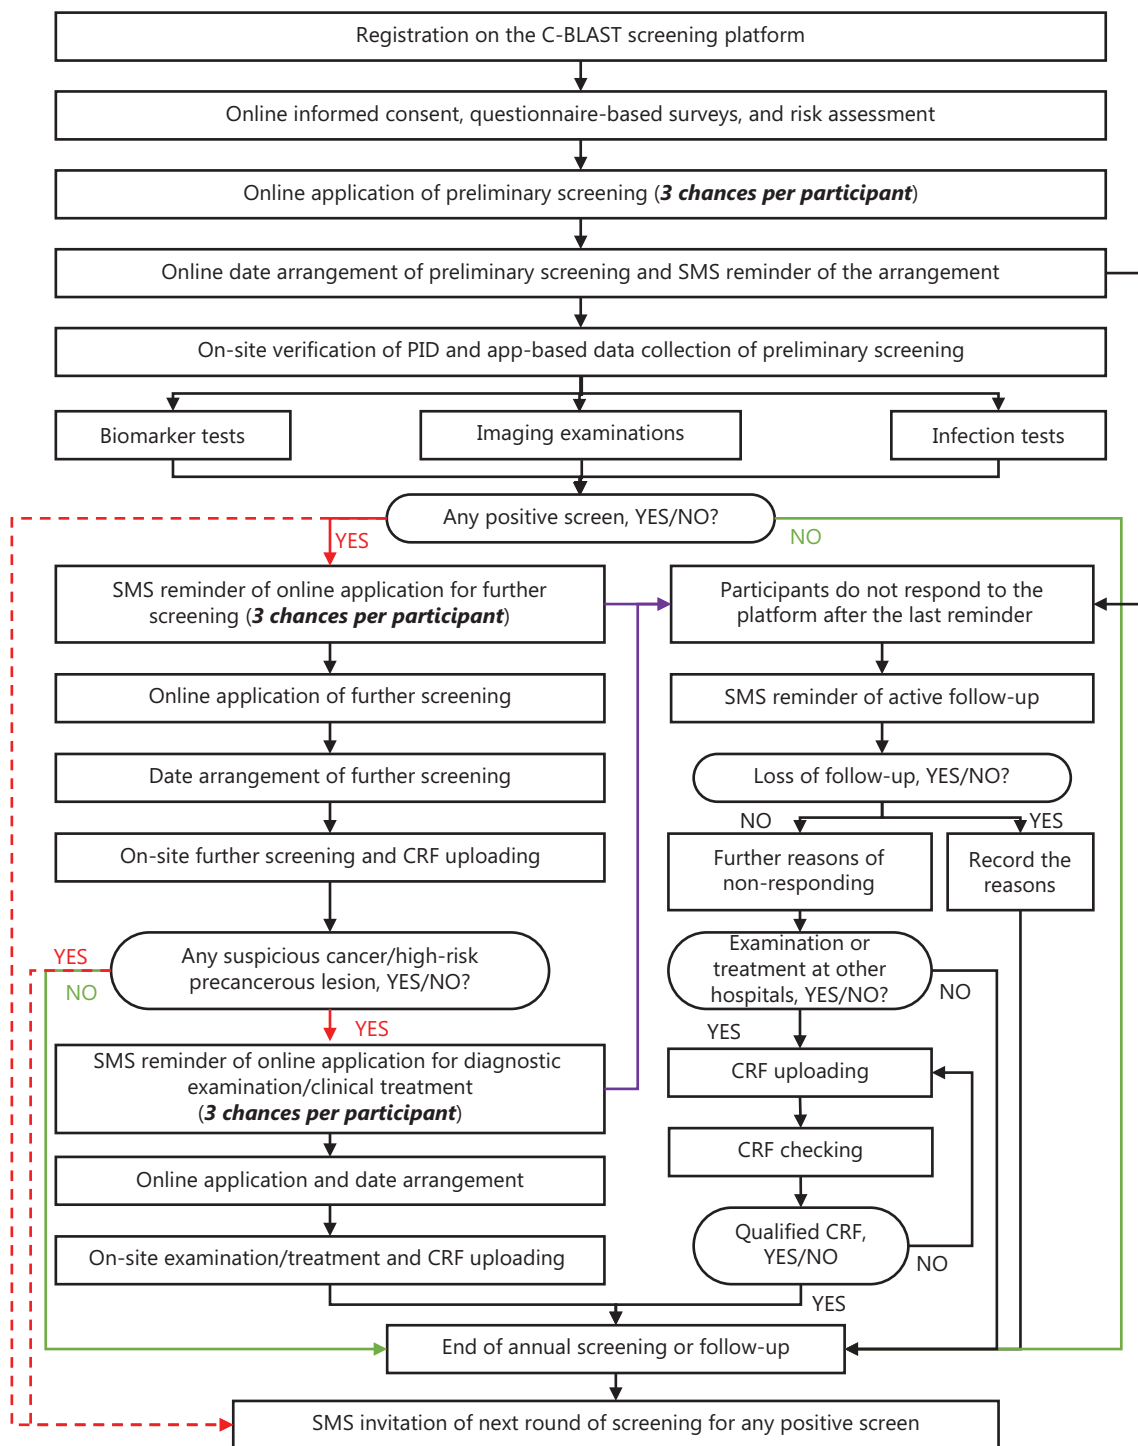 Registration on the C-BLAST screening platform
Online informed consent, questionnaire-based surveys, and risk assessment
Online application of preliminary screening (3 chances per participant)
Online date arrangement of preliminary screening and SMS reminder of the arrangement
On-site verification of PID and app-based data collection of preliminary screening
Biomarker tests
Imaging examinations
Infection tests
Any positive screen, YES/NO?
YES
NO
SMS reminder of online application for further
screening (3 chances per participant)
Online application of further screening
Date arrangement of further screening
On-site further screening and CRF uploading
Any suspicious cancer/high-risk
precancerous lesion, YES/NO?
YES
NO
YES
SMS reminder of online application for diagnostic
examination/clinical treatment
(3 chances per participant)
Online application and date arrangement
On-site examination/treatment and CRF uploading
Participants do not respond to the
platform after the last reminder
SMS reminder of active follow-up
Loss of follow-up, YES/NO?
NO
YES
Further reasons of
non-responding
Record the
reasons
Examination or
treatment at other
hospitals, YES/NO?
NO
YES
CRF uploading
CRF checking
Qualified CRF,
YES/NO
NO
YES
End of annual screening or follow-up
SMS invitation of next round of screening for any positive screen